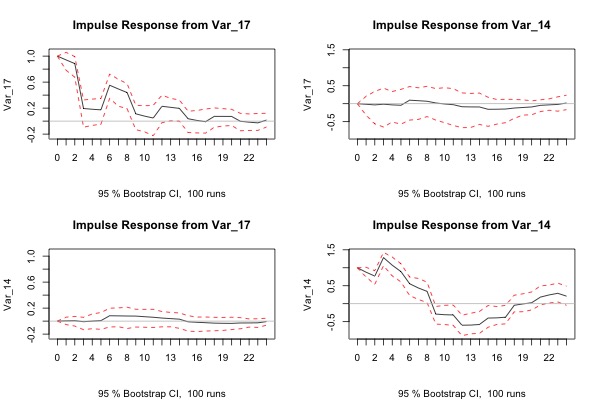 Impulse Response from Var_17
Var_17
1.0
0.6
0.2
-0.2
0 2 4 6 8 10 13 16 19 22
95 % Bootstrap CI, 100 runs
Impulse Response from Var_14
Var_17
1.5
0.5
-0.5
0 2 4 6 8 10 13 16 19 22
95 % Bootstrap CI, 100 runs
Impulse Response from Var_17
Var_14
1.0
0.6
0.2
-0.2
0 2 4 6 8 10 13 16 19 22
95 % Bootstrap CI, 100 runs
Impulse Response from Var_14
Var_14
1.5
0.5
-0.5
0 2 4 6 8 10 13 16 19 22
95 % Bootstrap CI, 100 runs